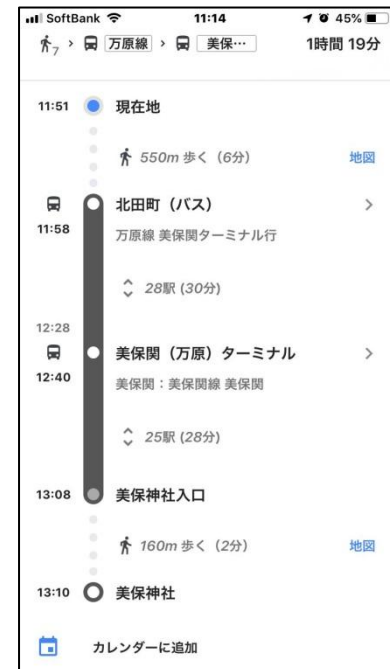 SoftBank 11:14 45%
7 › 万原線 › 美保… 1時間 19分
11:51 現在地
550m 歩く（6分） 地図
北田町（バス）
11:58 万原線 美保関ターミナル行
28駅 (30分)
12:28
美保関（万原）ターミナル
12:40 美保関：美保関線 美保関
25駅 (28分)
13:08 美保神社入口
160m 歩く（2分） 地図
13:10 美保神社
カレンダーに追加